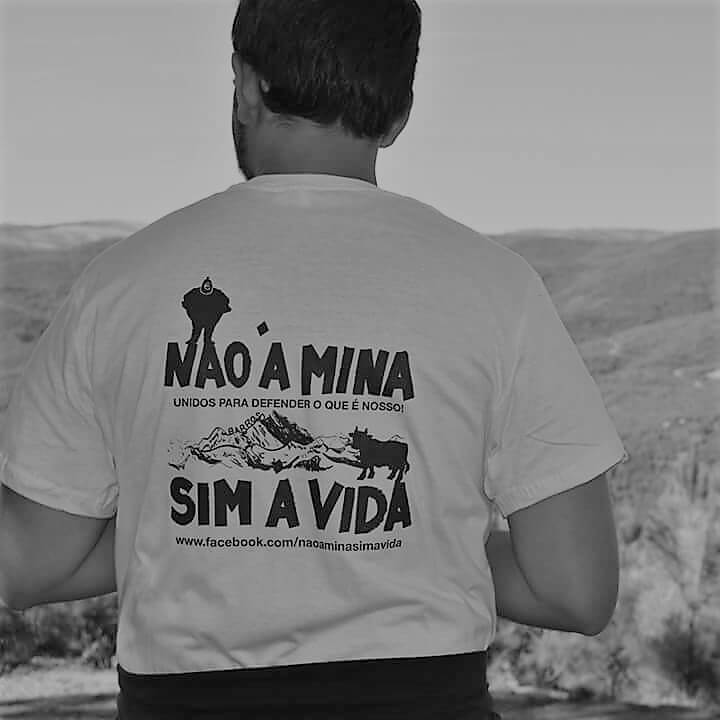 NÃO À MINA
UNIDOS PARA DEFENDER O QUE É NOSSO!
BARROSO
SIM A VIDA
www.facebook.com/naoaminasimavida